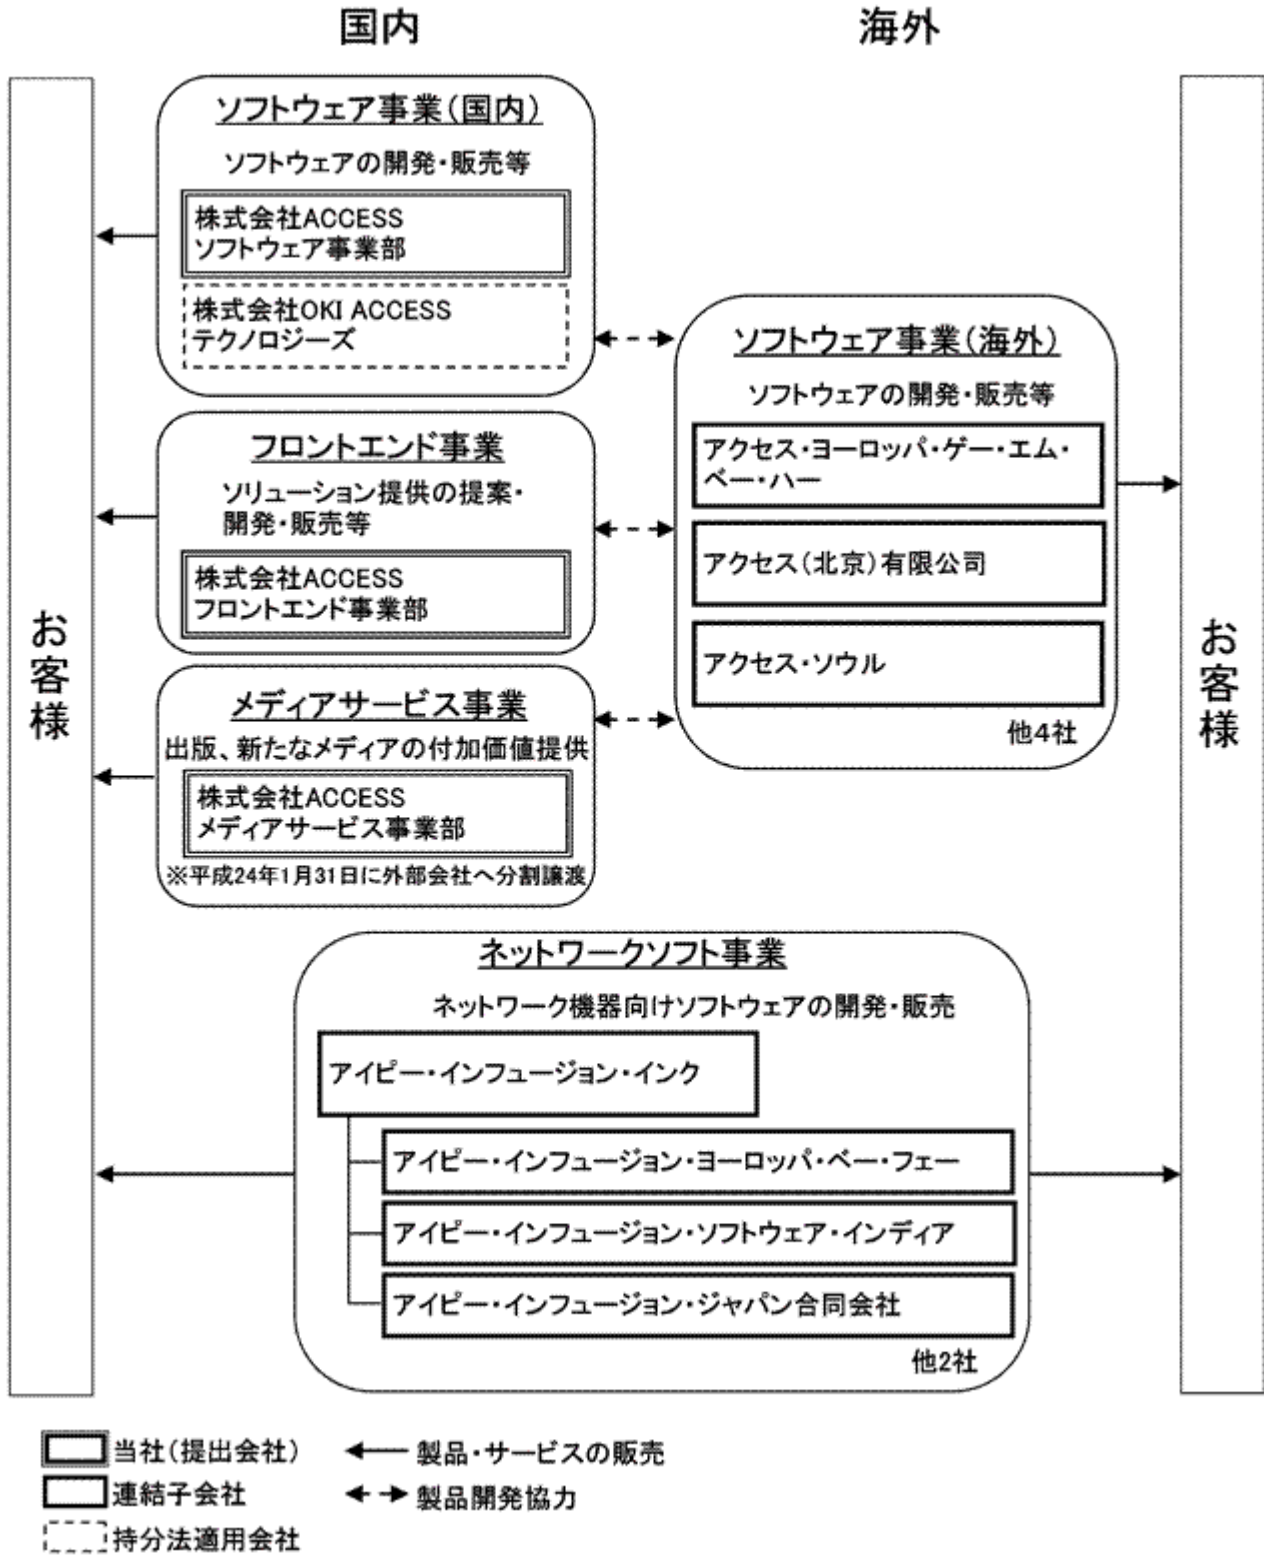 国内
海外
お客様
ソフトウェア事業(国内)
ソフトウェアの開発・販売等
株式会社ACCESS
ソフトウェア事業部
株式会社OKI ACCESS
テクノロジーズ
フロントエンド事業
ソリューション提供の提案・
開発・販売等
株式会社ACCESS
フロントエンド事業部
メディアサービス事業
出版、新たなメディアの付加価値提供
株式会社ACCESS
メディアサービス事業部
※平成24年1月31日に外部会社へ分割譲渡
ソフトウェア事業(海外)
ソフトウェアの開発・販売等
アクセス・ヨーロッパ・ゲー・エム・
ベー・ハー
アクセス(北京)有限公司
アクセス・ソウル
他4社
お客様
ネットワークソフト事業
ネットワーク機器向けソフトウェアの開発・販売
アイピー・インフュージョン・インク
アイピー・インフュージョン・ヨーロッパ・ベー・フェー
アイピー・インフュージョン・ソフトウェア・インディア
アイピー・インフュージョン・ジャパン合同会社
他2社
当社(提出会社)
連結子会社
持分法適用会社
製品・サービスの販売
製品開発協力